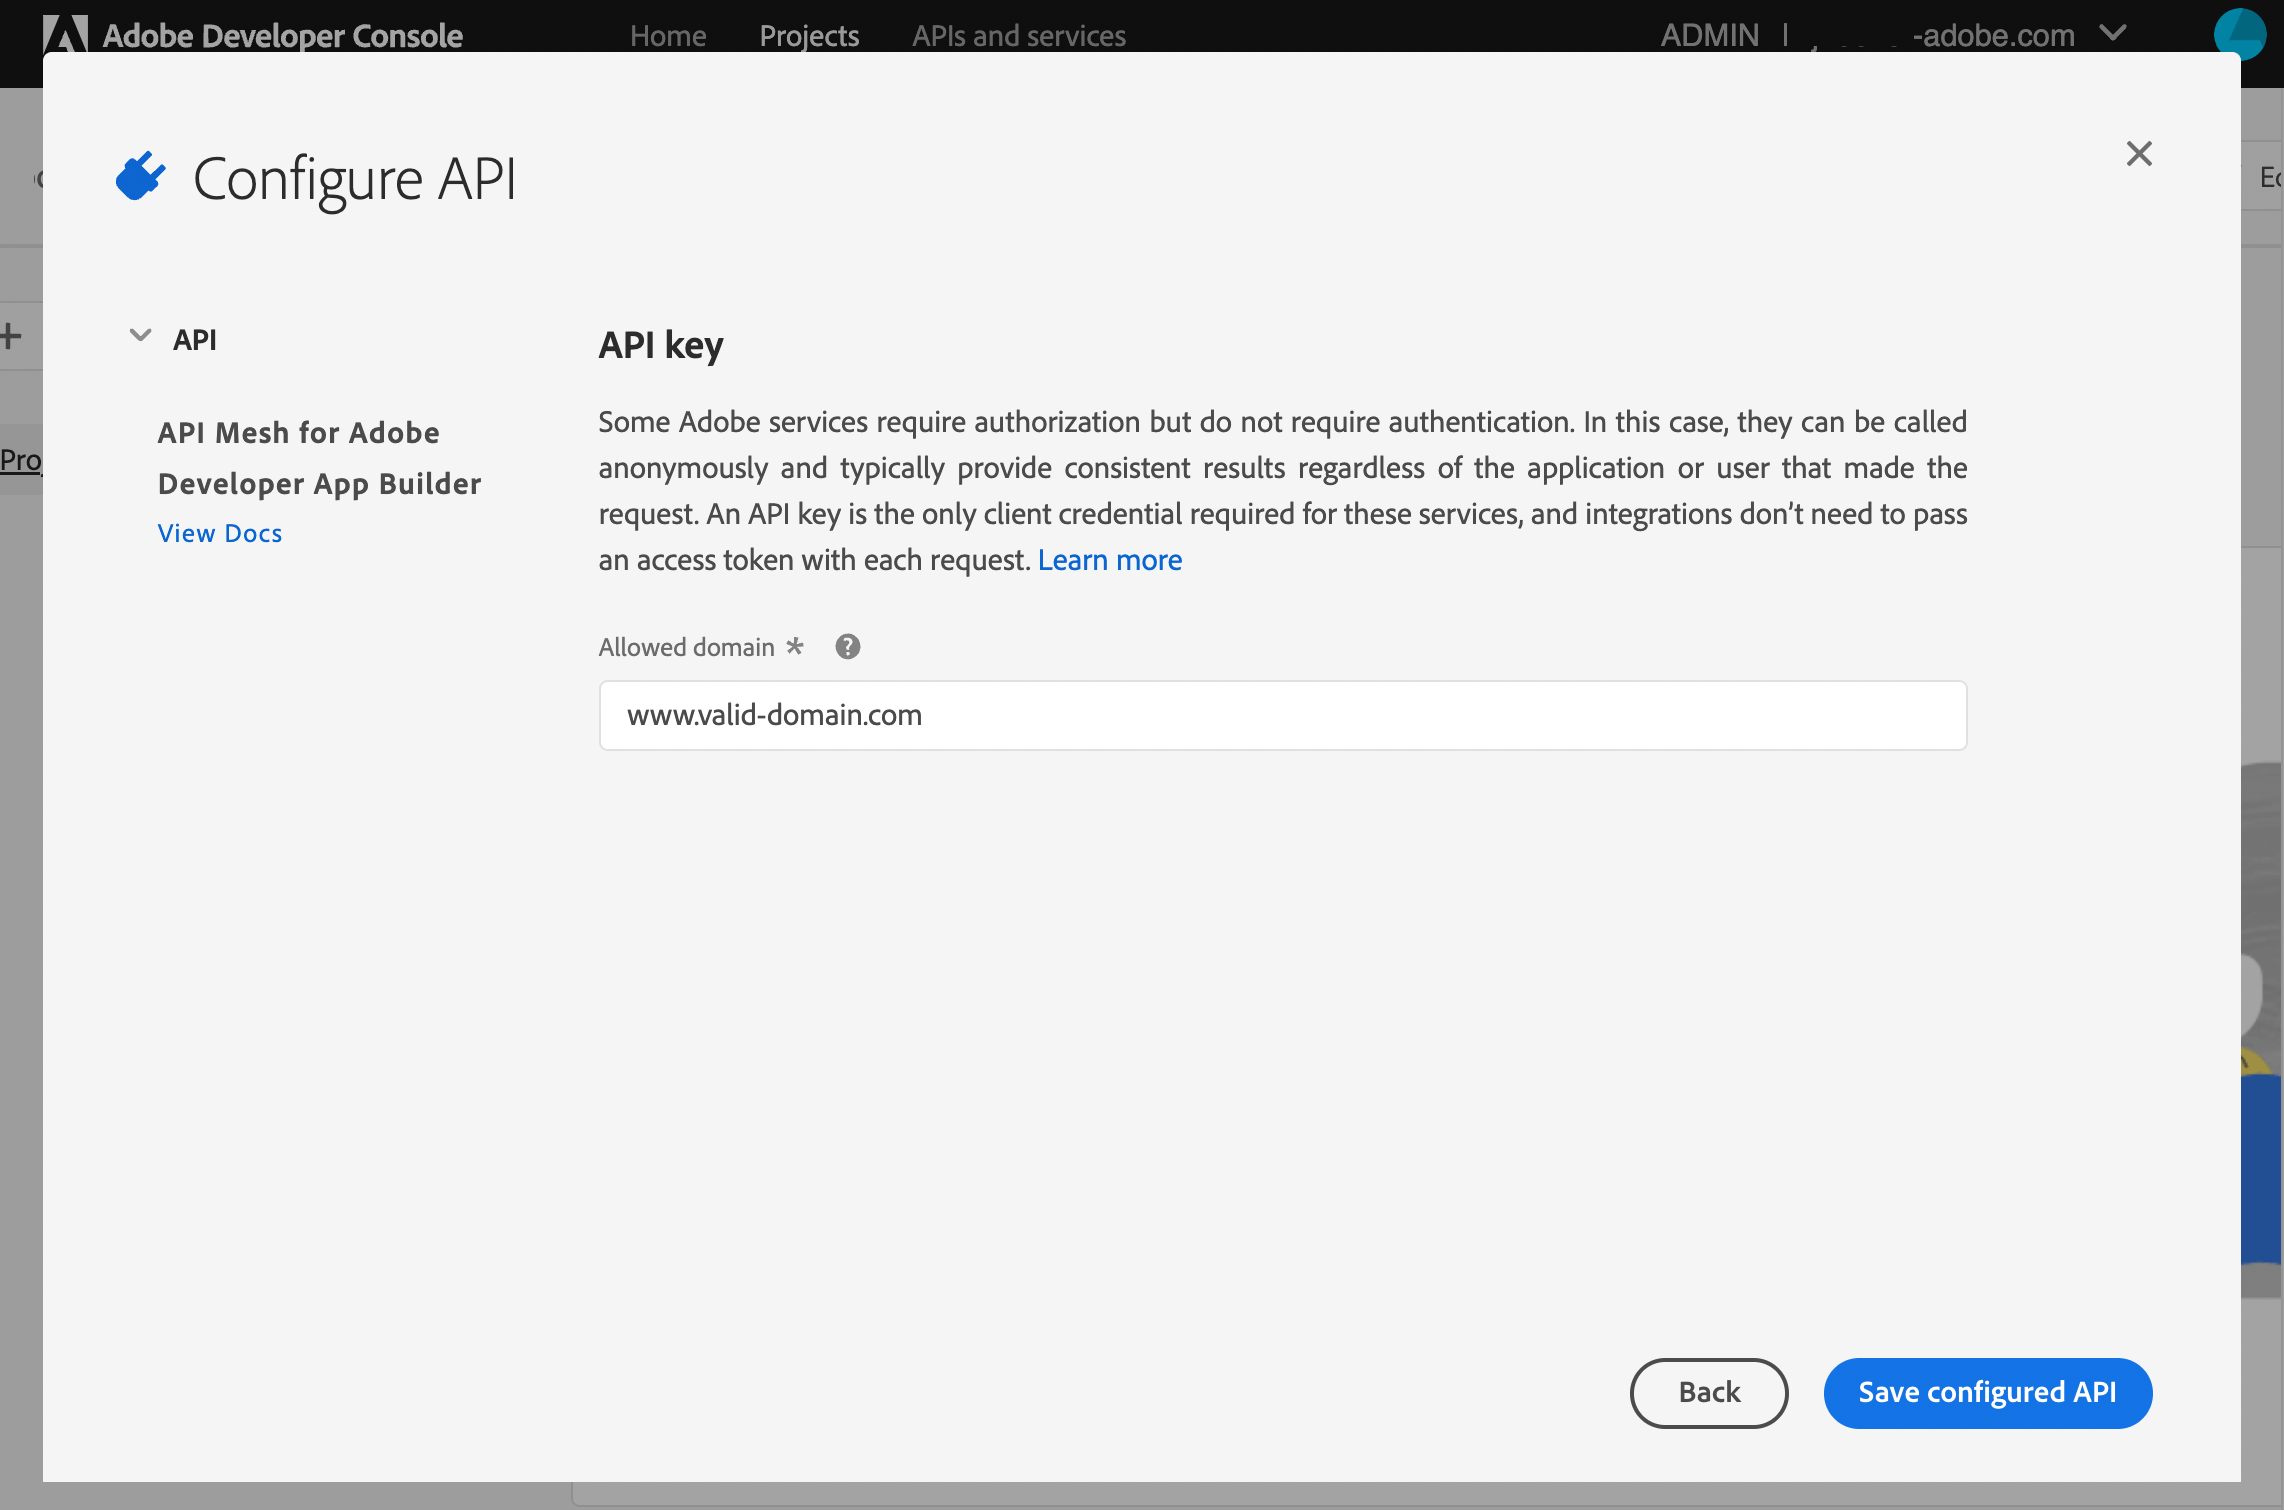 Adobe Developer Console Home Projects APIs and services ADMIN | -adobe.com
Configure API
API
API Mesh for Adobe
Developer App Builder
View Docs
API key
Some Adobe services require authorization but do not require authentication. In this case, they can be called
anonymously and typically provide consistent results regardless of the application or user that made the
request. An API key is the only client credential required for these services, and integrations don’t need to pass
an access token with each request. Learn more
Allowed domain * ?
www.valid-domain.com
Back Save configured API